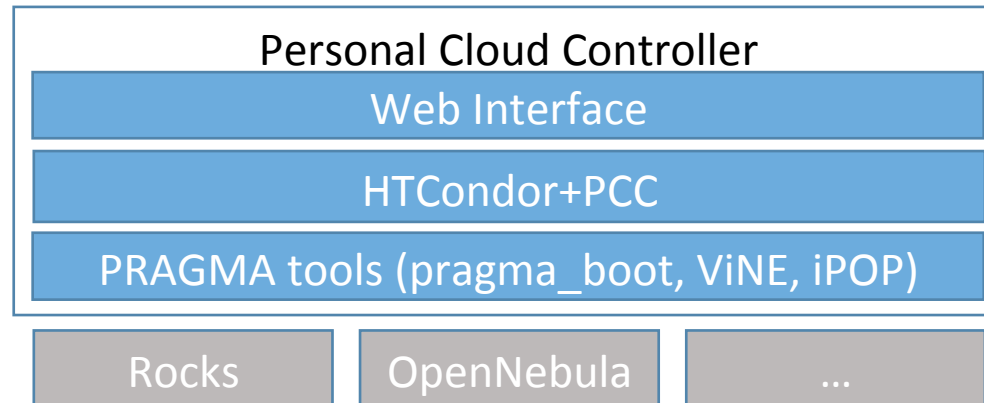 Personal Cloud Controller
Web Interface
HTCondor+PCC
PRAGMA tools (pragma_boot, ViNE, iPOP)
Rocks OpenNebula ...